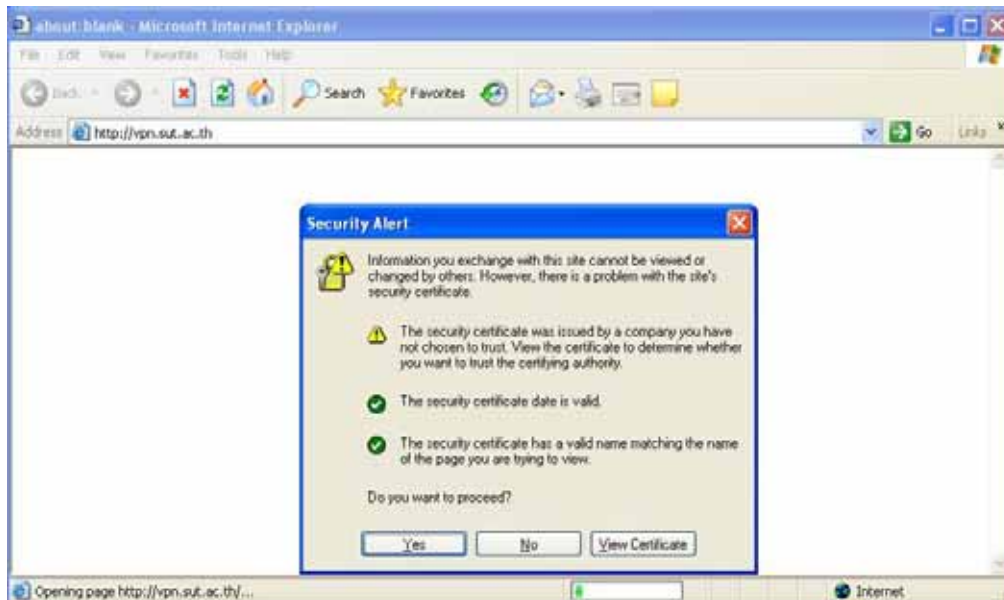 about:blank - Microsoft Internet Explorer
File Edit View Favorites Tools Help
Back Search Favorites
Address http://vpn.sut.ac.th Go Links »
Security Alert
Information you exchange with this site cannot be viewed or
changed by others. However, there is a problem with the site's
security certificate.
The security certificate was issued by a company you have
not chosen to trust. View the certificate to determine whether
you want to trust the certifying authority.
The security certificate date is valid.
The security certificate has a valid name matching the name
of the page you are trying to view.
Do you want to proceed?
Yes No View Certificate
Opening page http://vpn.sut.ac.th/... Internet